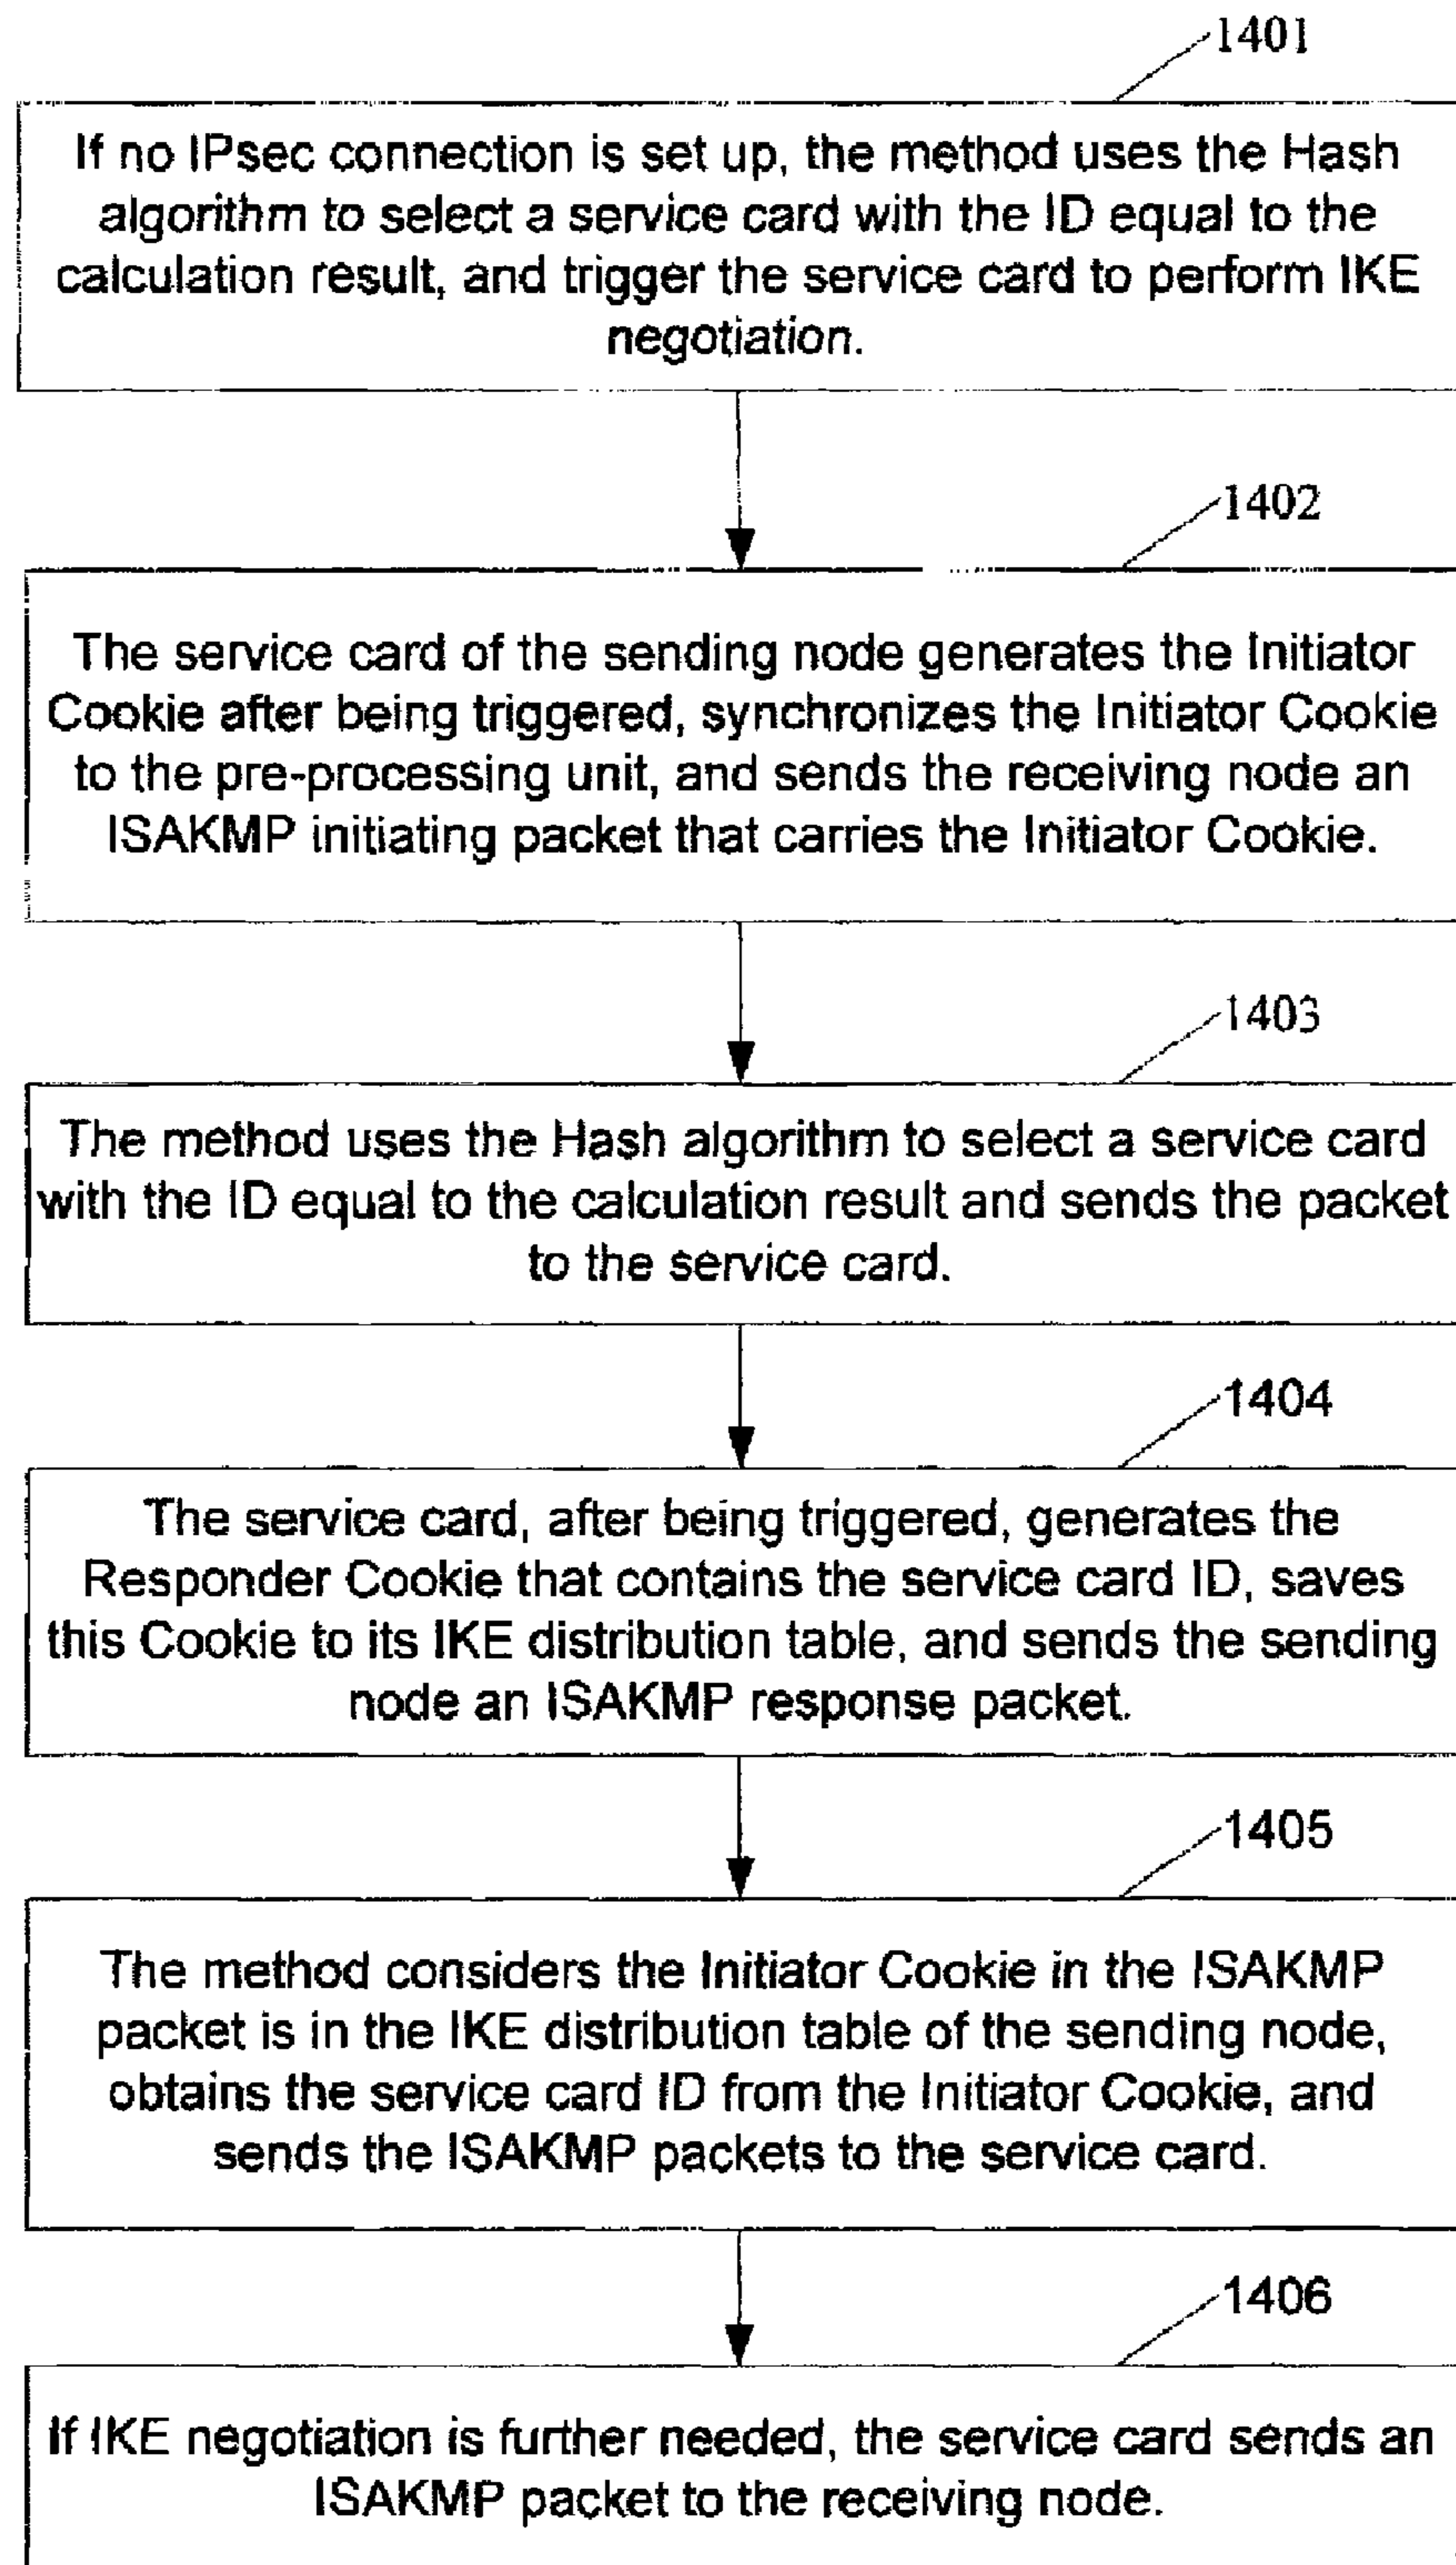 1401
If no IPsec connection is set up, the method uses the Hash
algorithm to select a service card with the ID equal to the
calculation result, and trigger the service card to perform IKE
negotiation.
1402
The service card of the sending node generates the Initiator
Cookie after being triggered, synchronizes the Initiator Cookie
to the pre-processing unit, and sends the receiving node an
ISAKMP initiating packet that carries the Initiator Cookie.
1403
The method uses the Hash algorithm to select a service card
with the ID equal to the calculation result and sends the packet
to the service card.
1404
The service card, after being triggered, generates the
Responder Cookie that contains the service card ID, saves
this Cookie to its IKE distribution table, and sends the sending
node an ISAKMP response packet.
1405
The method considers the Initiator Cookie in the ISAKMP
packet is in the IKE distribution table of the sending node,
obtains the service card ID from the Initiator Cookie, and
sends the ISAKMP packets to the service card.
1406
If IKE negotiation is further needed, the service card sends an
ISAKMP packet to the receiving node.